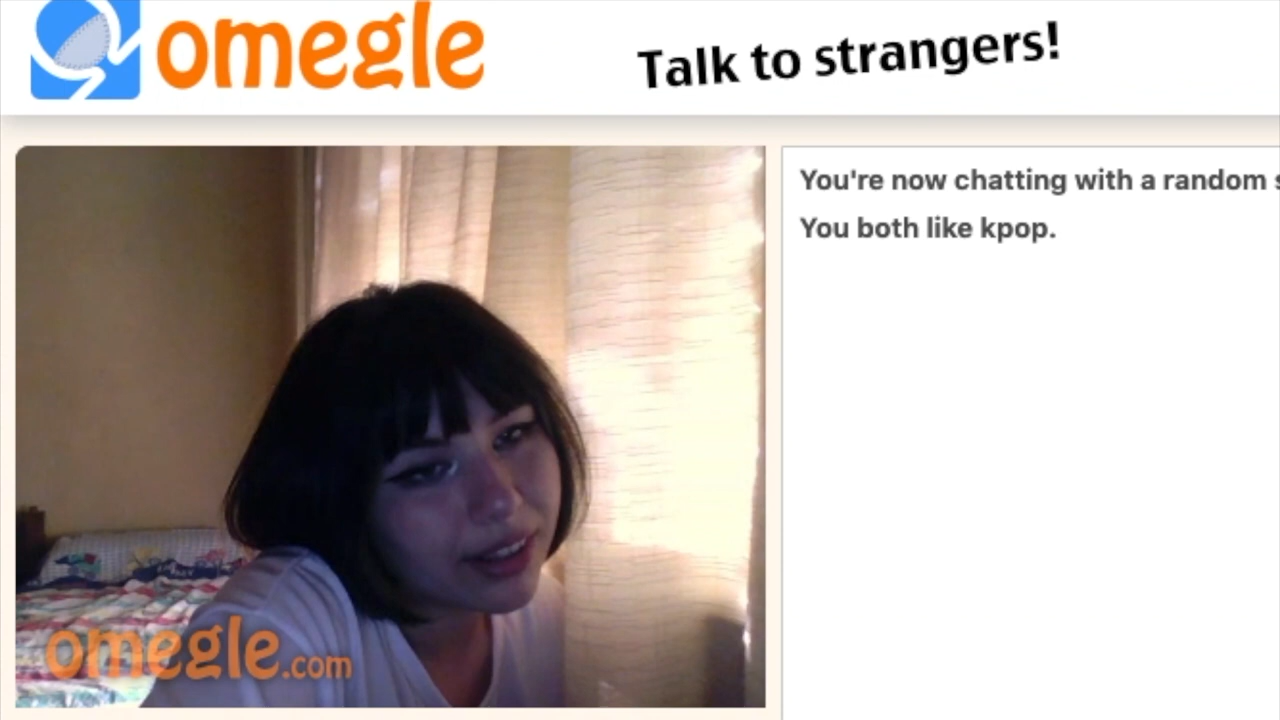 omegle
Talk to strangers!
You're now chatting with a random
You both like kpop.
omegle.com